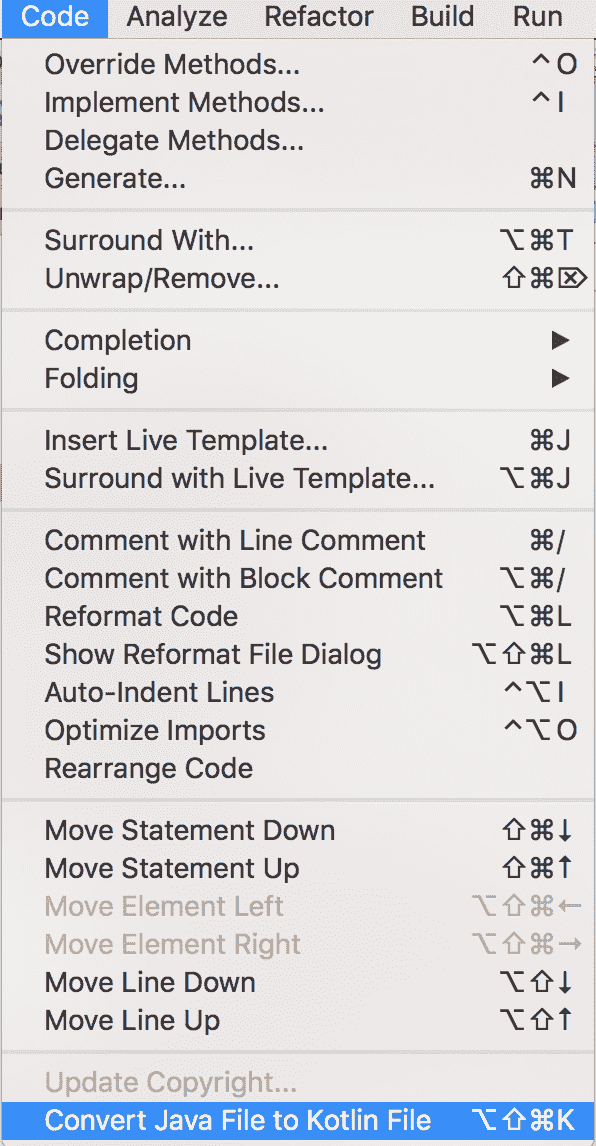 Code Analyze Refactor Build Run
Override Methods... ^O
Implement Methods... ^I
Delegate Methods...
Generate... ⌘N
Surround With... ⌥⌘T
Unwrap/Remove... ⇧⌘⌦
Completion ▶
Folding ▶
Insert Live Template... ⌘J
Surround with Live Template... ⌥⌘J
Comment with Line Comment ⌘/
Comment with Block Comment ⌥⌘/
Reformat Code ⌥⌘L
Show Reformat File Dialog ⌥⇧⌘L
Auto-Indent Lines ^⌥I
Optimize Imports ^⌥O
Rearrange Code
Move Statement Down ⇧⌘↓
Move Statement Up ⇧⌘↑
Move Element Left ⌥⇧⌘←
Move Element Right ⌥⇧⌘→
Move Line Down ⌥⇧↓
Move Line Up ⌥⇧↑
Update Copyright...
Convert Java File to Kotlin File ⌥⇧⌘K